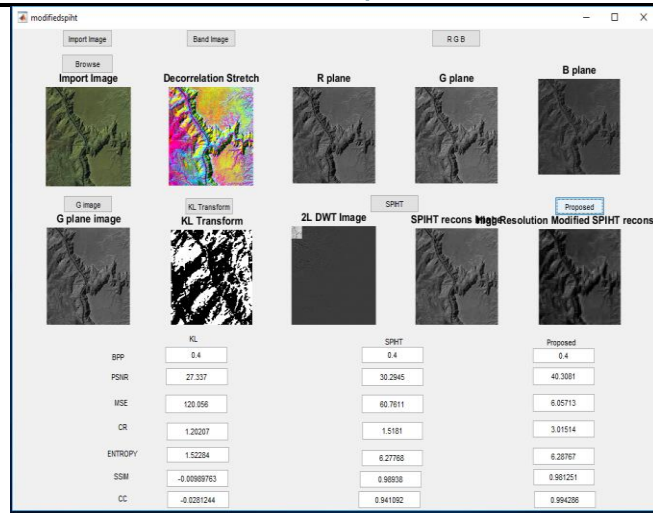 modifiedspiht
Import Image Band Image R G B
Browse
Import Image Decorrelation Stretch R plane G plane B plane
G image KL Transform SPIHT Proposed
G plane image KL Transform 2L DWT Image SPIHT recons Image High Resolution Modified SPIHT recons
KL SPIHT Proposed
BPP 0.4 0.4 0.4
PSNR 27.337 30.2945 40.3081
MSE 120.056 60.7611 6.05713
CR 1.20207 1.5181 3.01514
ENTROPY 1.52284 6.27768 6.28767
SSIM -0.00989763 0.98938 0.981251
CC -0.0281244 0.941092 0.994286